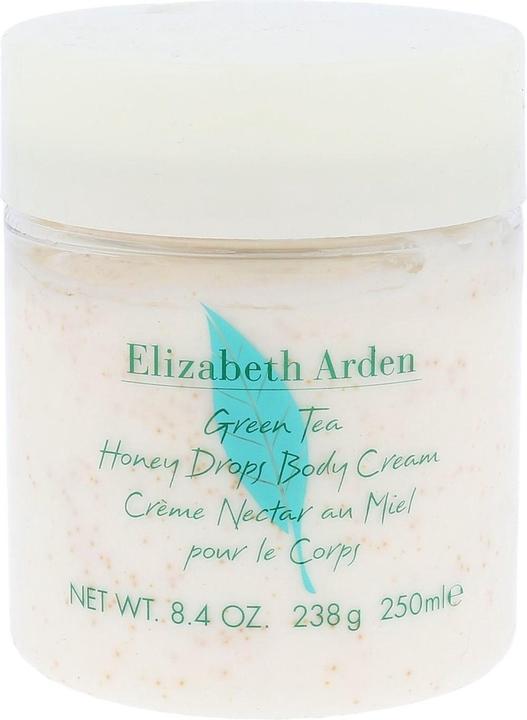 Elizabeth Arden
Green Tea
Honey Drops Body Cream
Crème Nectar au Miel
pour le Corps
NET WT. 8.4 OZ. 238g 250ml℮